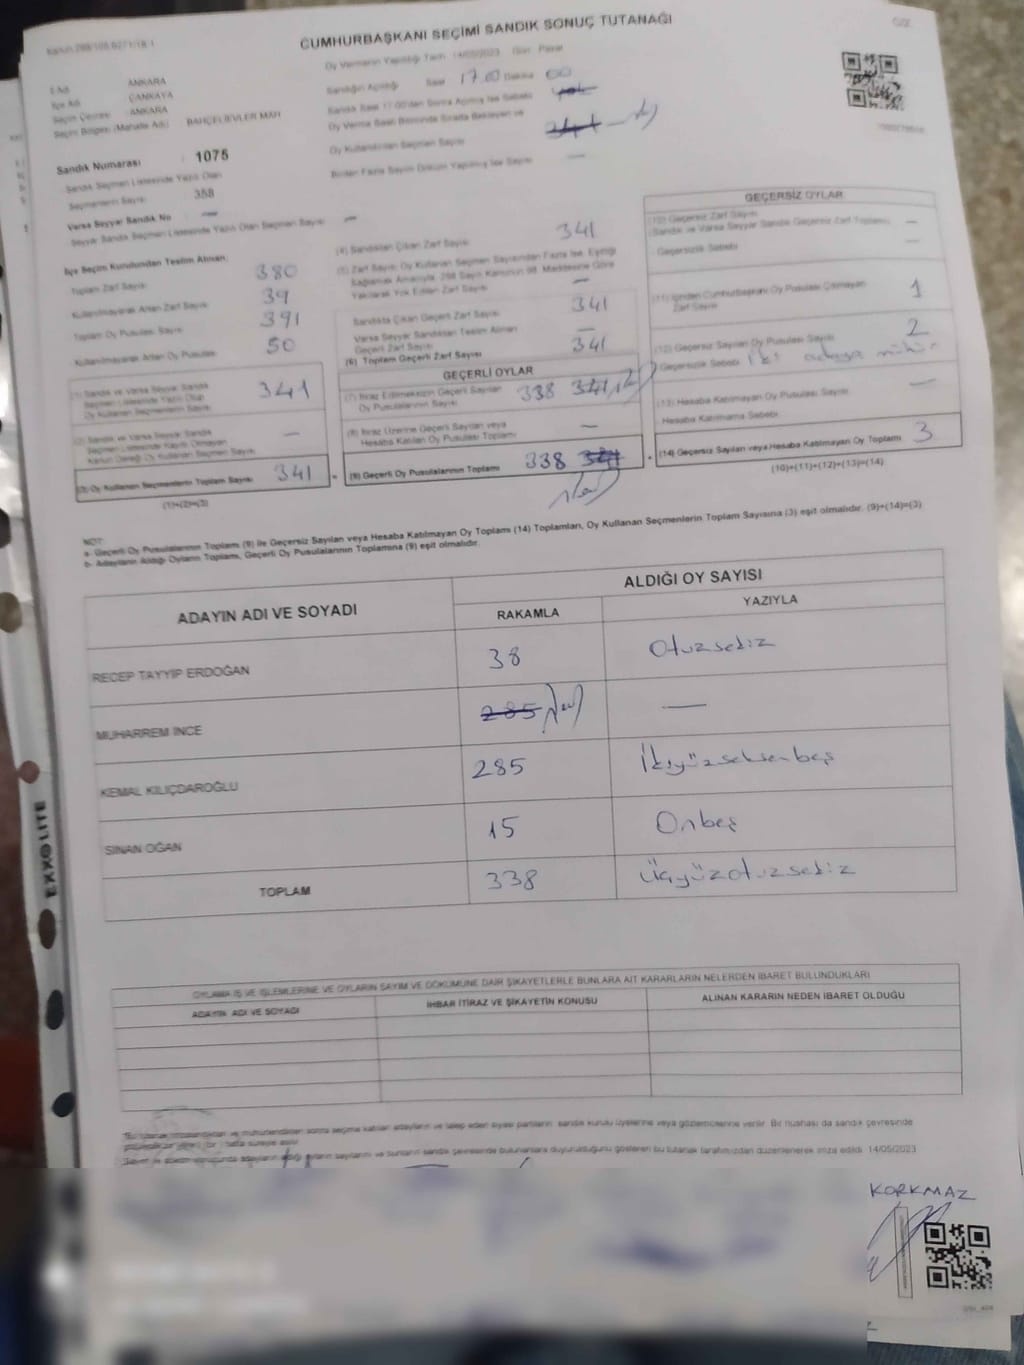 CUMHURBAŞKANI SEÇİMİ SANDIK SONUÇ TUTANAĞI
Oy Vermenin Yapıldığı Tarih 14/05/2023 Gün Pazar
İl Adı ANKARA
İlçe Adı ÇANKAYA
Seçim Çevresi ANKARA
Seçim Bölgesi (Mahalle Adı) BAHÇELİEVLER MAH
Sandık Numarası : 1075
Sandık Seçmen Listesinde Yazılı Olan
Seçmenlerin Sayısı 358
Varsa Seyyar Sandık No —
Seyyar Sandık Seçmen Listesinde Yazılı Olan Seçmen Sayısı —
Sandığın Açıldığı Saat 17.00 Dakika 00
Sandık Saat 17:00'dan Sonra Açılmış İse Sebebi
Oy Verme Saati Bitiminde Sırada Bekleyen ve
Oy Kullandırılan Seçmen Sayısı
Birden Fazla Sayım Döküm Yapılmış İse Sayısı —
İlçe Seçim Kurulundan Teslim Alınan;
Toplam Zarf Sayısı 380
Kullanılmayarak Artan Zarf Sayısı 39
Toplam Oy Pusulası Sayısı 391
Kullanılmayarak Artan Oy Pusulası 50
(1) Sandık ve Varsa Seyyar Sandık
Seçmen Listesinde Yazılı Olup
Oy Kullanan Seçmenlerin Sayısı 341
(2) Sandık ve Varsa Seyyar Sandık
Seçmen Listesinde Kaydı Olmayan
Kanun Gereği Oy Kullanan Seçmen Sayısı —
(3) Oy Kullanan Seçmenlerin Toplam Sayısı 341
(1)+(2)=(3)
(4) Sandıktan Çıkan Zarf Sayısı 341
(5) Zarf Sayısı Oy Kullanan Seçmen Sayısından Fazla İse, Eşitliği
Sağlamak Amacıyla, 298 Sayılı Kanunun 98. Maddesine Göre
Yakılarak Yok Edilen Zarf Sayısı —
Sandıkta Çıkan Geçerli Zarf Sayısı 341
Varsa Seyyar Sandıktan Teslim Alınan
Geçerli Zarf Sayısı —
(6) Toplam Geçerli Zarf Sayısı 341
GEÇERLİ OYLAR
(7) İtiraz Edilmeksizin Geçerli Sayılan
Oy Pusulalarının Sayısı 338 341
(8) İtiraz Üzerine Geçerli Sayılan veya
Hesaba Katılan Oy Pusulası Toplamı —
(9) Geçerli Oy Pusulalarının Toplamı 338 341
GEÇERSİZ OYLAR
(10) Geçersiz Zarf Sayısı
(Sandık ve Varsa Seyyar Sandık Geçersiz Zarf Toplamı) —
Geçersizlik Sebebi —
(11) İçinden Cumhurbaşkanı Oy Pusulası Çıkmayan
Zarf Sayısı 1
(12) Geçersiz Sayılan Oy Pusulası Sayısı 2
Geçersizlik Sebebi İki adaya mühür
(13) Hesaba Katılmayan Oy Pusulası Sayısı —
Hesaba Katılmama Sebebi
(14) Geçersiz Sayılan veya Hesaba Katılmayan Oy Toplamı 3
(10)+(11)+(12)+(13)=(14)
NOT:
a- Geçerli Oy Pusulalarının Toplamı (9) ile Geçersiz Sayılan veya Hesaba Katılmayan Oy Toplamı (14) Toplamları, Oy Kullanan Seçmenlerin Toplam Sayısına (3) eşit olmalıdır. (9)+(14)=(3)
b- Adayların Aldığı Oyların Toplamı, Geçerli Oy Pusulalarının Toplamına (9) eşit olmalıdır.
ADAYIN ADI VE SOYADI
ALDIĞI OY SAYISI
RAKAMLA YAZIYLA
RECEP TAYYİP ERDOĞAN 38 Otuzsekiz
MUHARREM İNCE 285 —
KEMAL KILIÇDAROĞLU 285 İkiyüzseksenbeş
SİNAN OĞAN 15 Onbeş
TOPLAM 338 Üçyüzotuzsekiz
OYLAMA İŞ VE İŞLEMLERİNE VE OYLARIN SAYIM VE DÖKÜMÜNE DAİR ŞİKAYETLERLE BUNLARA AİT KARARLARIN NELERDEN İBARET BULUNDUKLARI
ADAYIN ADI VE SOYADI
İHBAR İTİRAZ VE ŞİKAYETİN KONUSU
ALINAN KARARIN NEDEN İBARET OLDUĞU
sandık kurulu üyelerine veya gözlemcilerine verilir. Bir nüshası da sandık çevresinde
bu tutanak tarafımızdan düzenlenerek imza edildi. 14/05/2023
KORKMAZ
EXXOLITE